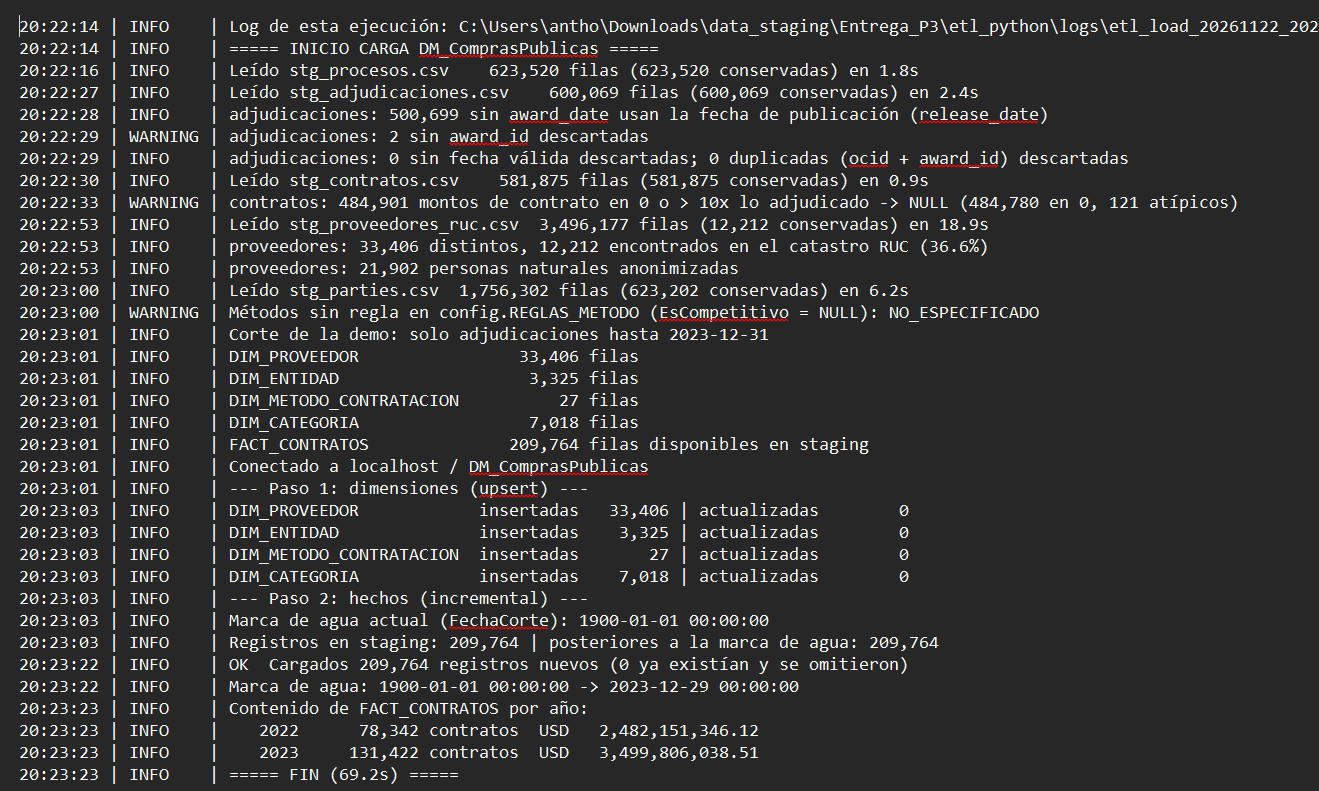 20:22:14 | INFO    | Log de esta ejecución: C:\Users\antho\Downloads\data_staging\Entrega_P3\etl_python\logs\etl_load_20261122_202
20:22:14 | INFO    | ===== INICIO CARGA DM_ComprasPublicas =====
20:22:16 | INFO    | Leído stg_procesos.csv    623,520 filas (623,520 conservadas) en 1.8s
20:22:27 | INFO    | Leído stg_adjudicaciones.csv    600,069 filas (600,069 conservadas) en 2.4s
20:22:28 | INFO    | adjudicaciones: 500,699 sin award_date usan la fecha de publicación (release_date)
20:22:29 | WARNING | adjudicaciones: 2 sin award_id descartadas
20:22:29 | INFO    | adjudicaciones: 0 sin fecha válida descartadas; 0 duplicadas (ocid + award_id) descartadas
20:22:30 | INFO    | Leído stg_contratos.csv    581,875 filas (581,875 conservadas) en 0.9s
20:22:33 | WARNING | contratos: 484,901 montos de contrato en 0 o > 10x lo adjudicado -> NULL (484,780 en 0, 121 atípicos)
20:22:53 | INFO    | Leído stg_proveedores_ruc.csv  3,496,177 filas (12,212 conservadas) en 18.9s
20:22:53 | INFO    | proveedores: 33,406 distintos, 12,212 encontrados en el catastro RUC (36.6%)
20:22:53 | INFO    | proveedores: 21,902 personas naturales anonimizadas
20:23:00 | INFO    | Leído stg_parties.csv  1,756,302 filas (623,202 conservadas) en 6.2s
20:23:00 | WARNING | Métodos sin regla en config.REGLAS_METODO (EsCompetitivo = NULL): NO_ESPECIFICADO
20:23:01 | INFO    | Corte de la demo: solo adjudicaciones hasta 2023-12-31
20:23:01 | INFO    | DIM_PROVEEDOR                33,406 filas
20:23:01 | INFO    | DIM_ENTIDAD                   3,325 filas
20:23:01 | INFO    | DIM_METODO_CONTRATACION          27 filas
20:23:01 | INFO    | DIM_CATEGORIA                 7,018 filas
20:23:01 | INFO    | FACT_CONTRATOS              209,764 filas disponibles en staging
20:23:01 | INFO    | Conectado a localhost / DM_ComprasPublicas
20:23:01 | INFO    | --- Paso 1: dimensiones (upsert) ---
20:23:03 | INFO    | DIM_PROVEEDOR            insertadas   33,406 | actualizadas        0
20:23:03 | INFO    | DIM_ENTIDAD              insertadas    3,325 | actualizadas        0
20:23:03 | INFO    | DIM_METODO_CONTRATACION  insertadas       27 | actualizadas        0
20:23:03 | INFO    | DIM_CATEGORIA            insertadas    7,018 | actualizadas        0
20:23:03 | INFO    | --- Paso 2: hechos (incremental) ---
20:23:03 | INFO    | Marca de agua actual (FechaCorte): 1900-01-01 00:00:00
20:23:03 | INFO    | Registros en staging: 209,764 | posteriores a la marca de agua: 209,764
20:23:22 | INFO    | OK  Cargados 209,764 registros nuevos (0 ya existían y se omitieron)
20:23:22 | INFO    | Marca de agua: 1900-01-01 00:00:00 -> 2023-12-29 00:00:00
20:23:23 | INFO    | Contenido de FACT_CONTRATOS por año:
20:23:23 | INFO    |    2022      78,342 contratos  USD   2,482,151,346.12
20:23:23 | INFO    |    2023     131,422 contratos  USD   3,499,806,038.51
20:23:23 | INFO    | ===== FIN (69.2s) =====